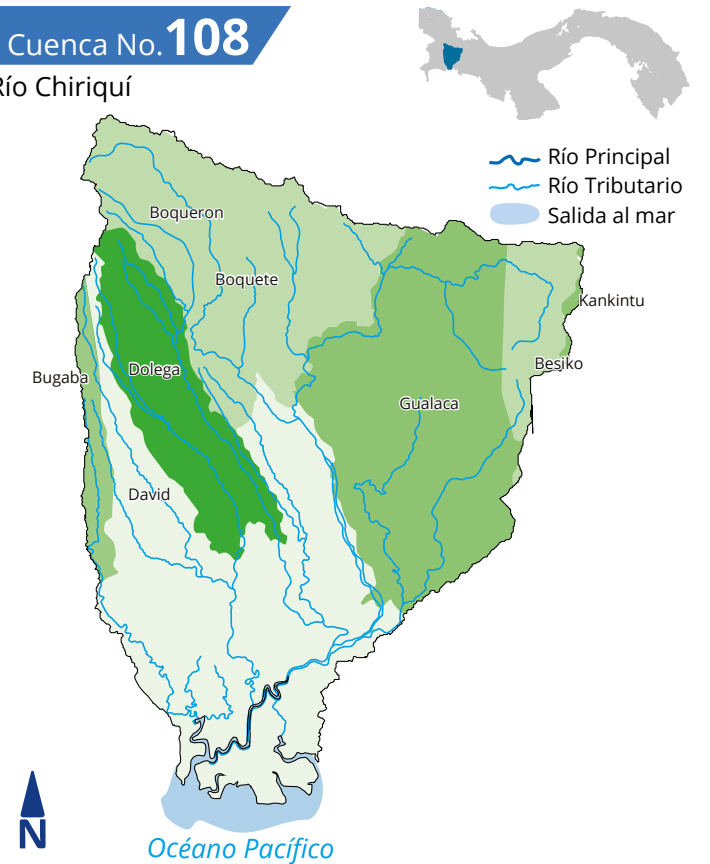 Cuenca No. 108
Río Chiriquí
Río Principal
Río Tributario
Salida al mar
Boqueron
Boquete
Kankintu
Besiko
Bugaba
Dolega
Gualaca
David
N
Océano Pacífico